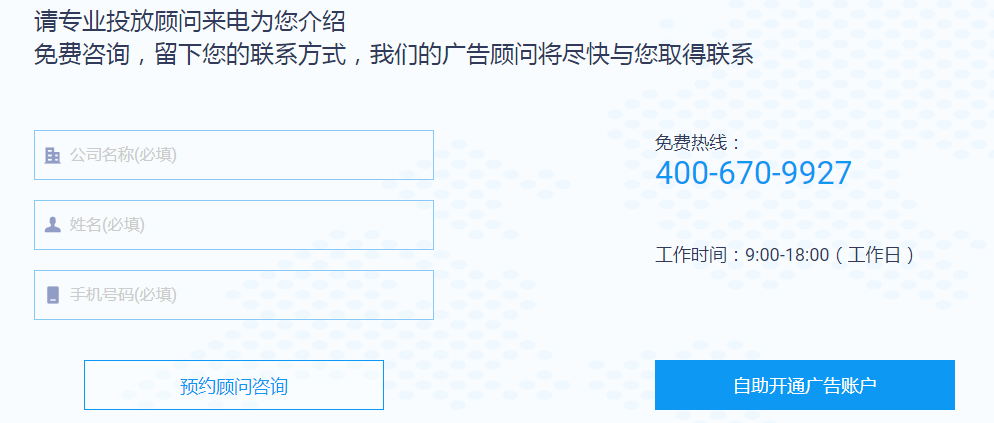 请专业投放顾问来电为您介绍
免费咨询，留下您的联系方式，我们的广告顾问将尽快与您取得联系
公司名称(必填)
姓名(必填)
手机号码(必填)
预约顾问咨询
免费热线：
400-670-9927
工作时间：9:00-18:00（工作日）
自助开通广告账户